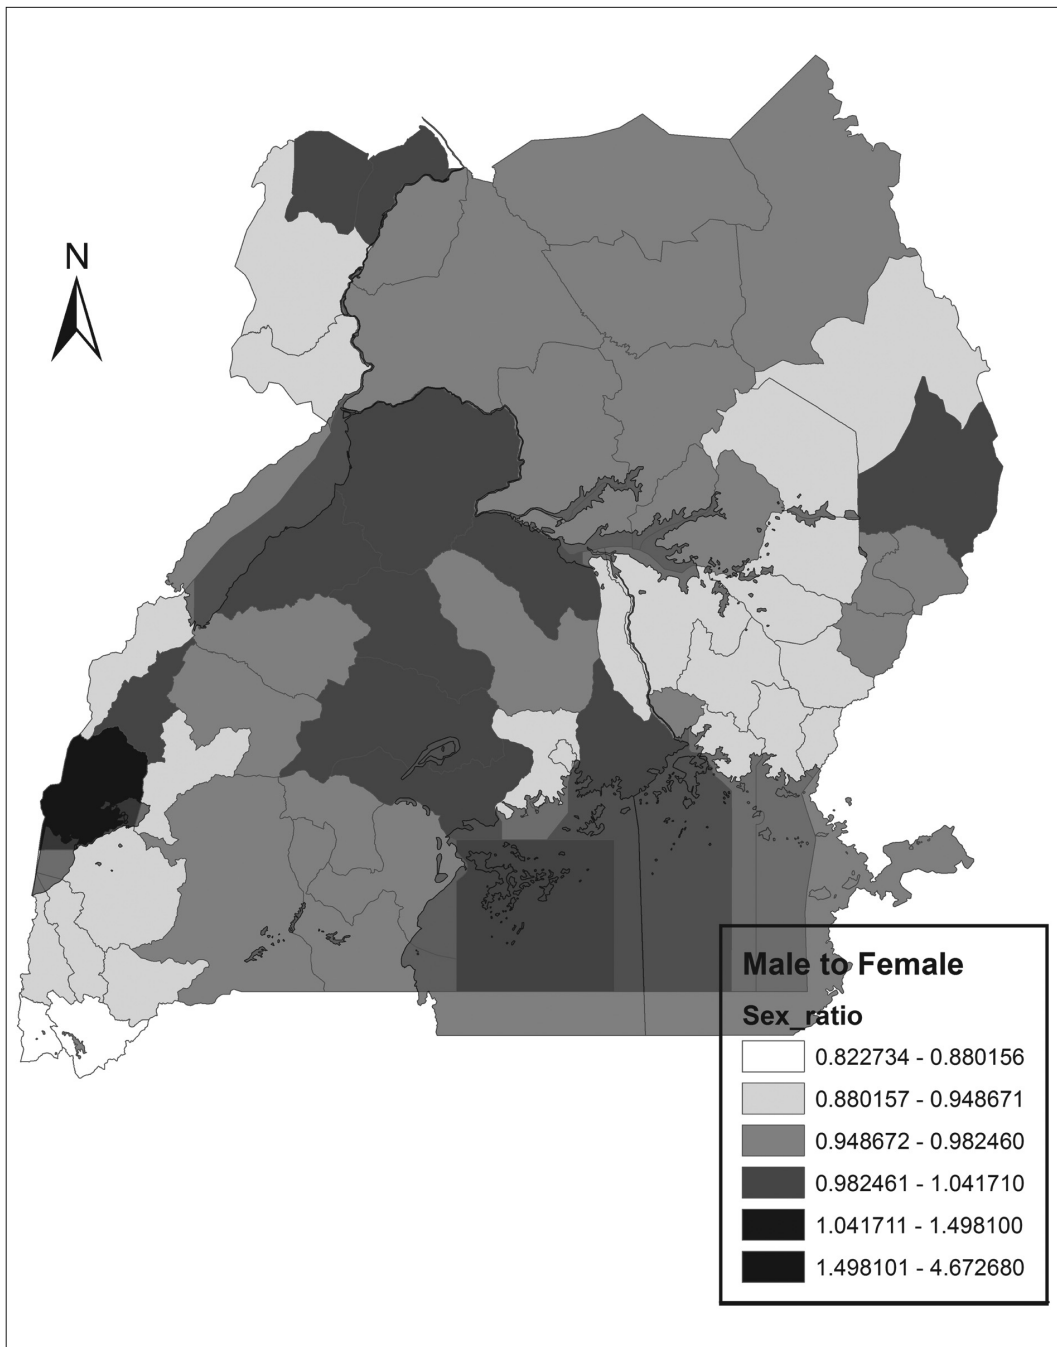 N
Male to Female
Sex_ratio
0.822734 - 0.880156
0.880157 - 0.948671
0.948672 - 0.982460
0.982461 - 1.041710
1.041711 - 1.498100
1.498101 - 4.672680